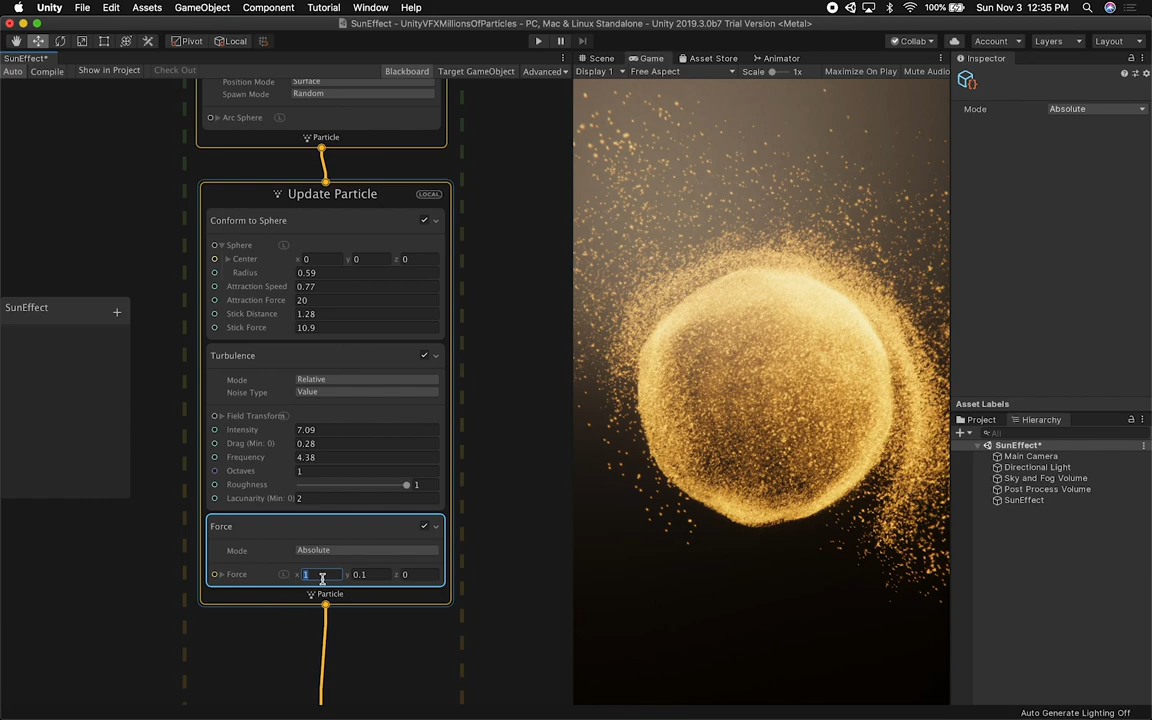 Unity File Edit Assets GameObject Component Tutorial Window Help 100% Sun Nov 3 12:35 PM
SunEffect - UnityVFXMillionsOfParticles - PC, Mac & Linux Standalone - Unity 2019.3.0b7 Trial Version <Metal>
Pivot Local Collab Account Layers Layout
SunEffect* Scene Game Asset Store Animator Inspector
Auto Compile Show in Project Check Out Blackboard Target GameObject Advanced Display 1 Free Aspect Scale 1x Maximize On Play Mute Audio
Position Mode Surface
Spawn Mode Random
Mode Absolute
Arc Sphere L
Particle
Update Particle LOCAL
Conform to Sphere
Sphere L
Center x 0 y 0 z 0
Radius 0.59
Attraction Speed 0.77
Attraction Force 20
Stick Distance 1.28
Stick Force 10.9
SunEffect +
Turbulence
Mode Relative
Noise Type Value
Field Transform
Intensity 7.09
Drag (Min: 0) 0.28
Frequency 4.38
Octaves 1
Roughness 1
Lacunarity (Min: 0) 2
Force
Mode Absolute
Force L x 1 y 0.1 z 0
Particle
Asset Labels
Project Hierarchy
All
SunEffect*
Main Camera
Directional Light
Sky and Fog Volume
Post Process Volume
SunEffect
Auto Generate Lighting Off